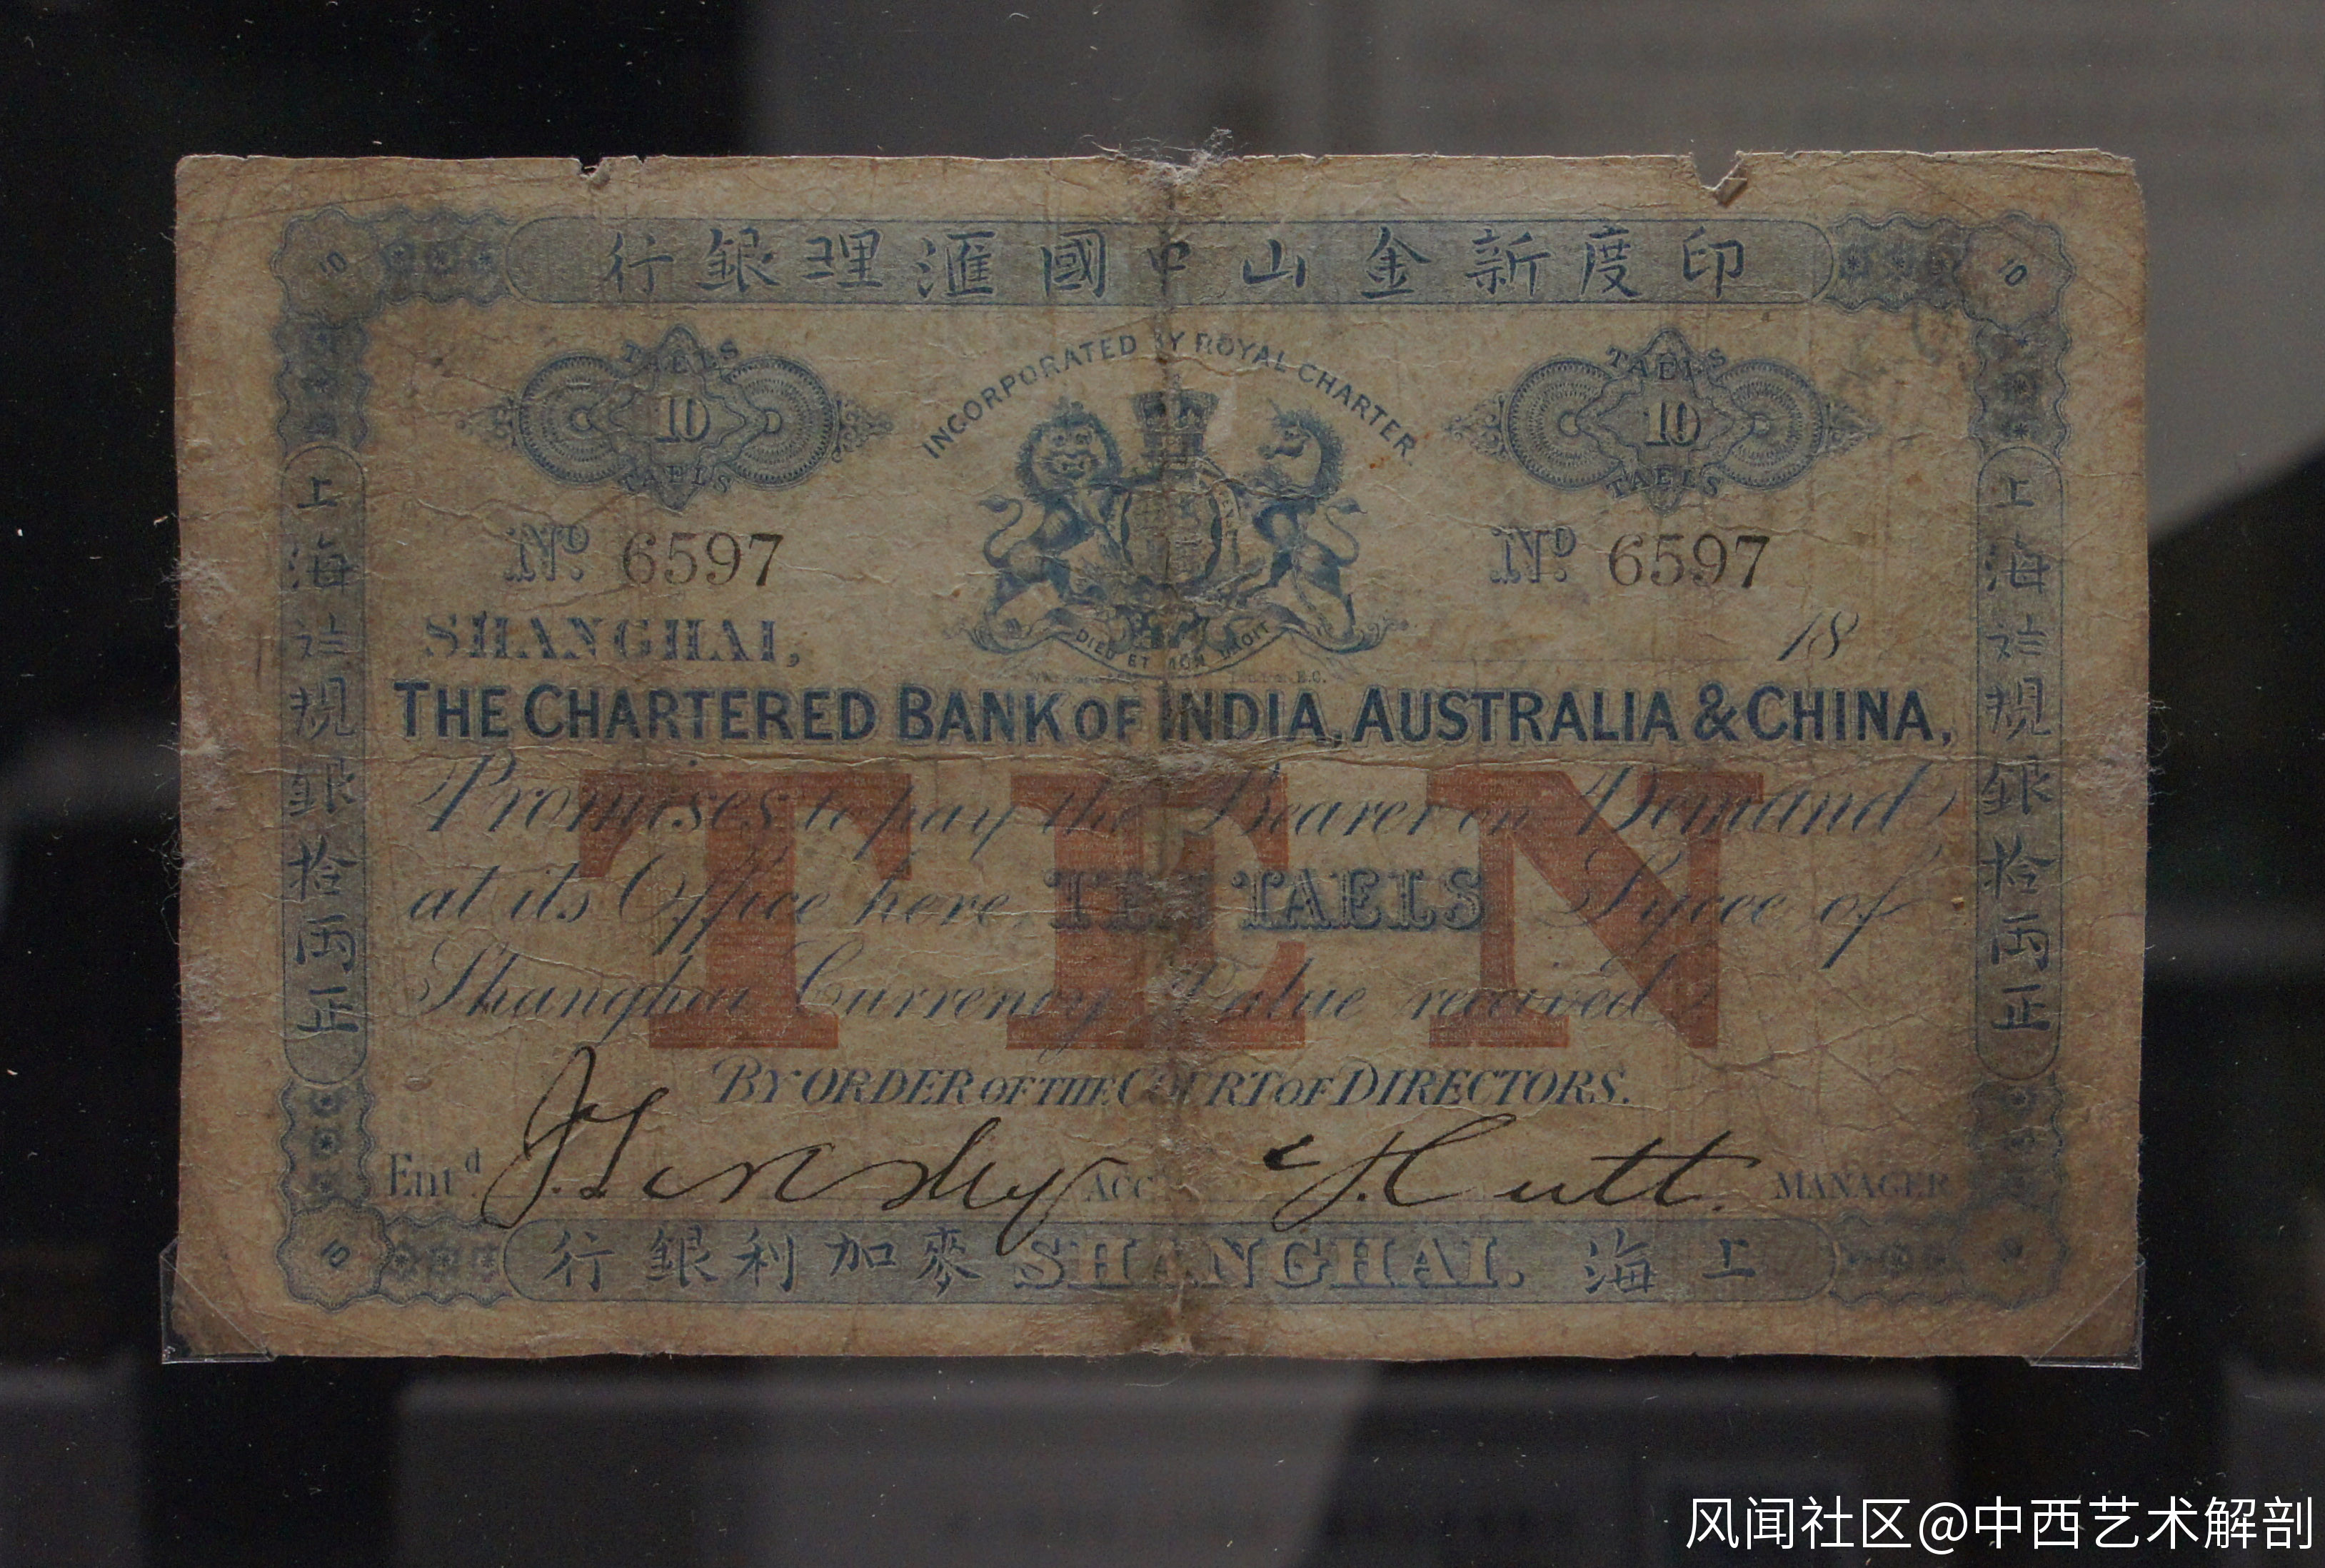 印度新金山中國滙理銀行
10
10
TAELS
10
TAELS
INCORPORATED BY ROYAL CHARTER.
TAELS
10
TAELS
No. 6597
No. 6597
SHANGHAI,
18
DIEU ET MON DROIT
THE CHARTERED BANK OF INDIA, AUSTRALIA & CHINA,
TEN
Promises to pay the Bearer on Demand
at its Office here TEN TAELS Sycee of
Shanghai Currency Value received
BY ORDER OF THE COURT OF DIRECTORS.
Entd. ACC J. Hutt. MANAGER
上海 SHANGHAI. 麥加利銀行
10
上海
規銀拾兩正
上海
規銀拾兩正
风闻社区@中西艺术解剖